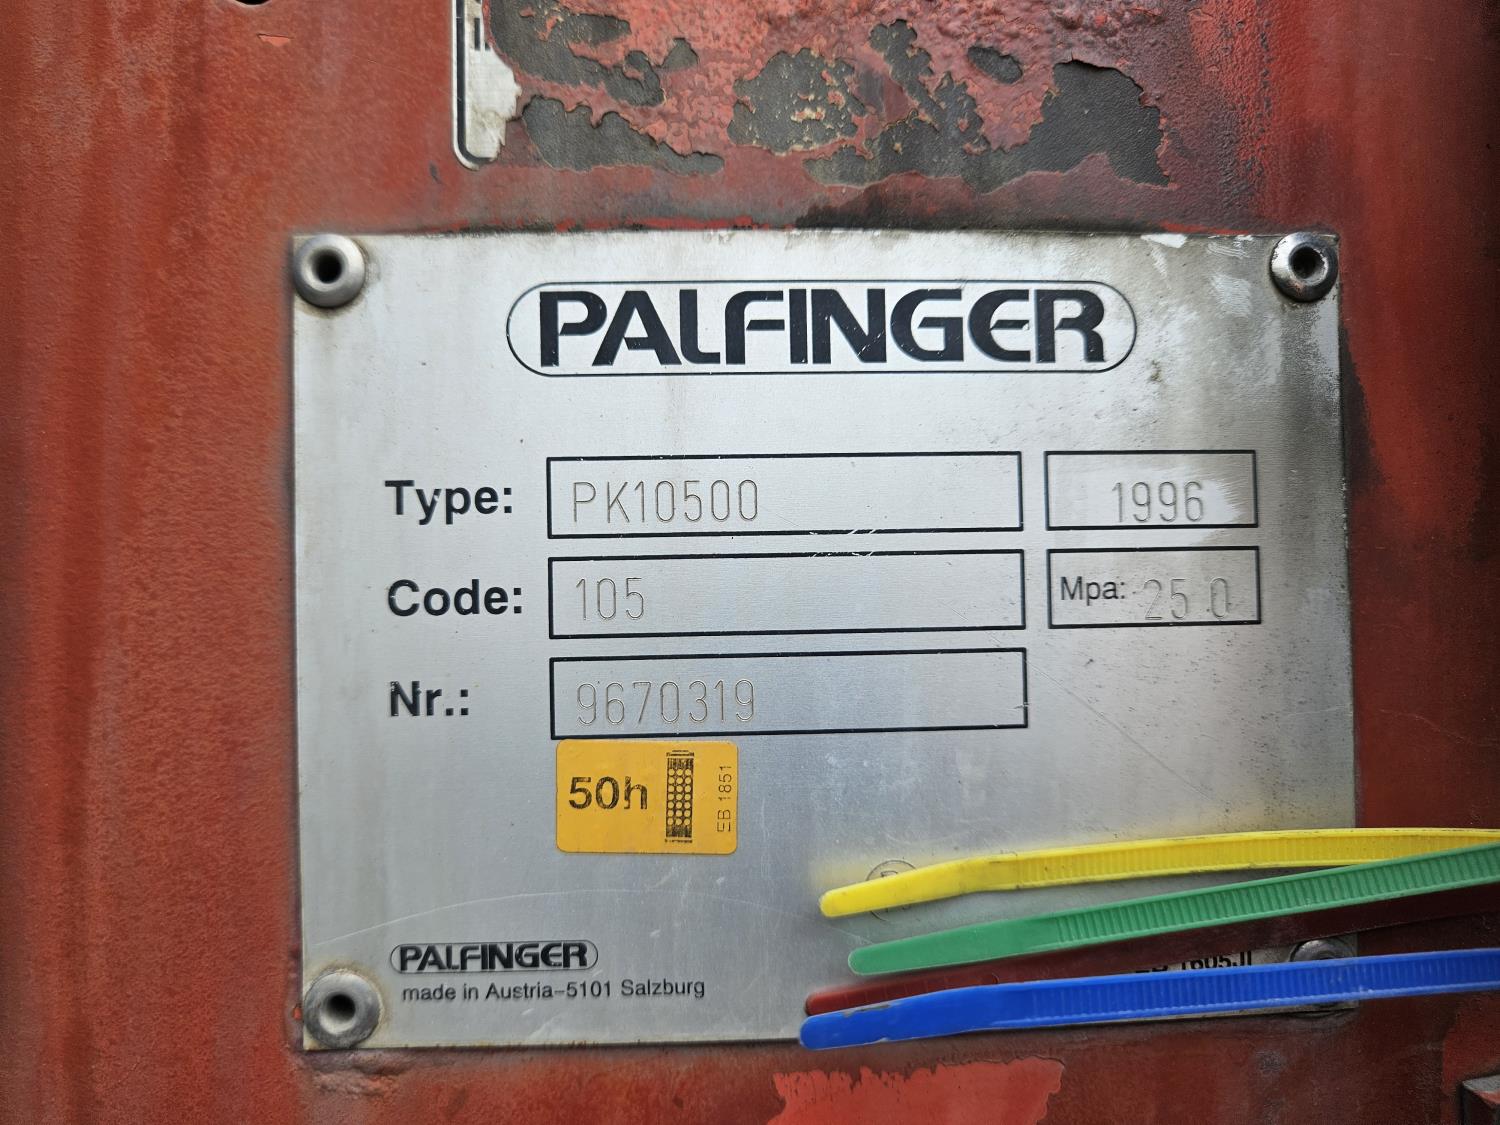 PALFINGER
Type: PK10500 1996
Code: 105 Mpa: 25 0
Nr.: 9670319
50h EB 1851
PALFINGER
made in Austria-5101 Salzburg